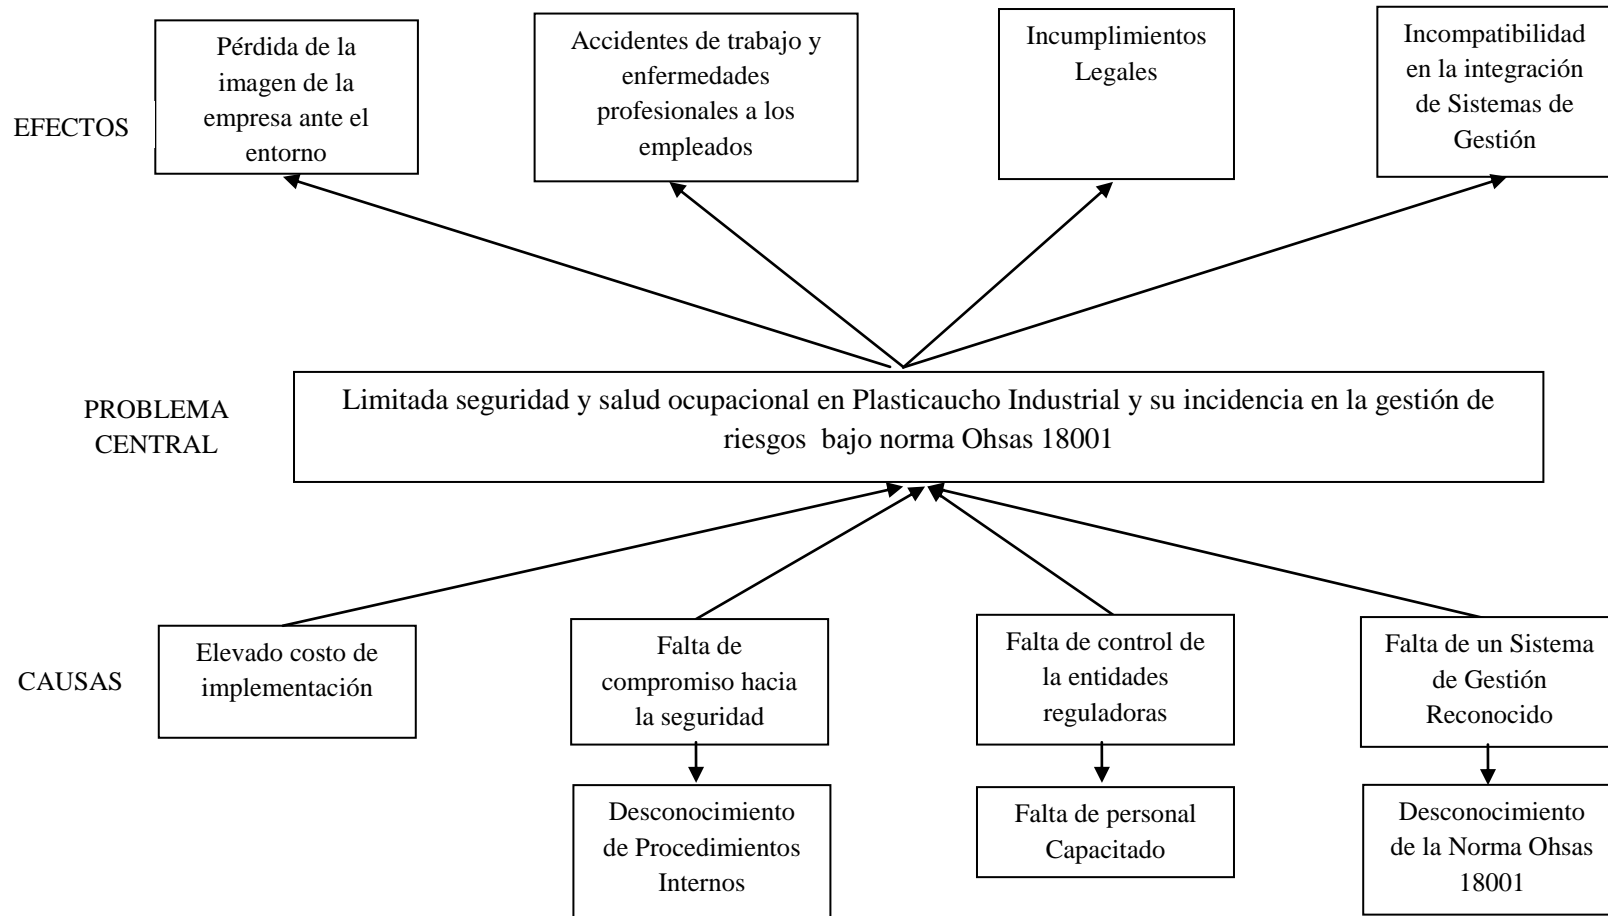 Pérdida de la
imagen de la
empresa ante el
entorno
Accidentes de trabajo y
enfermedades
profesionales a los
empleados
Incumplimientos
Legales
Incompatibilidad
en la integración
de Sistemas de
Gestión
EFECTOS
PROBLEMA
CENTRAL
Limitada seguridad y salud ocupacional en Plasticaucho Industrial y su incidencia en la gestión de
riesgos bajo norma Ohsas 18001
CAUSAS
Elevado costo de
implementación
Falta de
compromiso hacia
la seguridad
Falta de control de
la entidades
reguladoras
Falta de un Sistema
de Gestión
Reconocido
Desconocimiento
de Procedimientos
Internos
Falta de personal
Capacitado
Desconocimiento
de la Norma Ohsas
18001